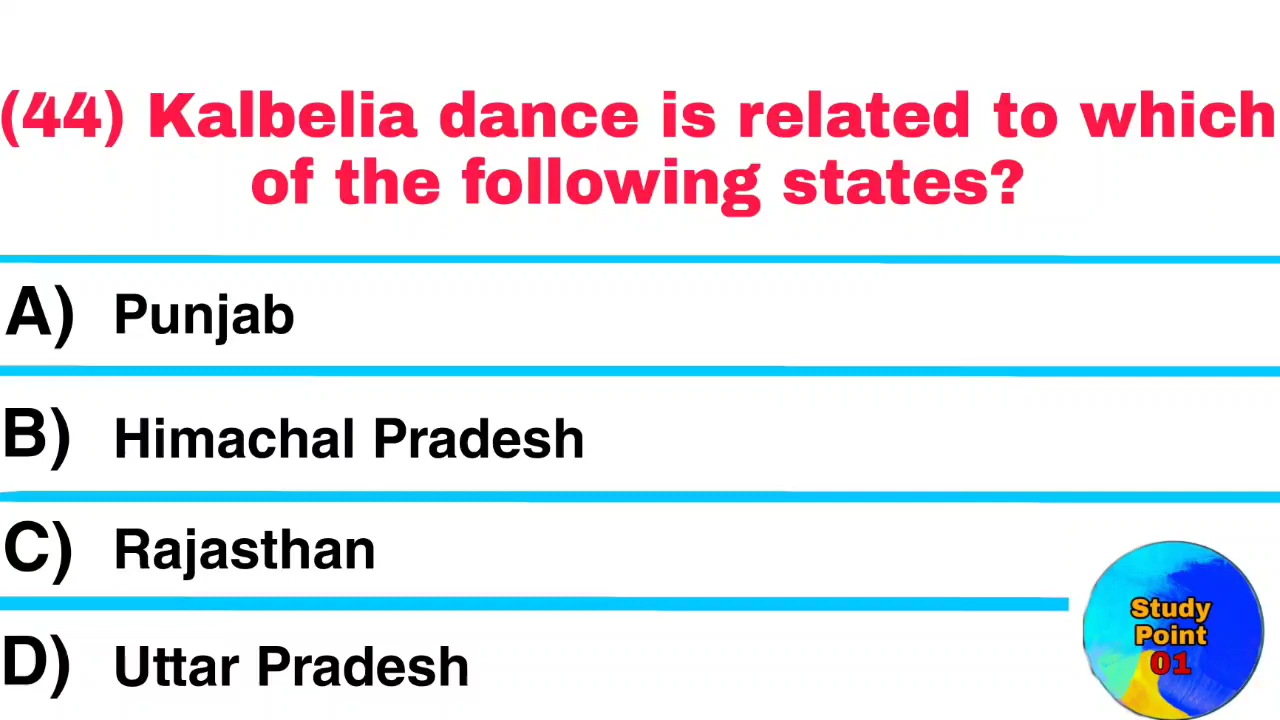 (44) Kalbelia dance is related to which
of the following states?
A) Punjab
B) Himachal Pradesh
C) Rajasthan
D) Uttar Pradesh
Study
Point
01